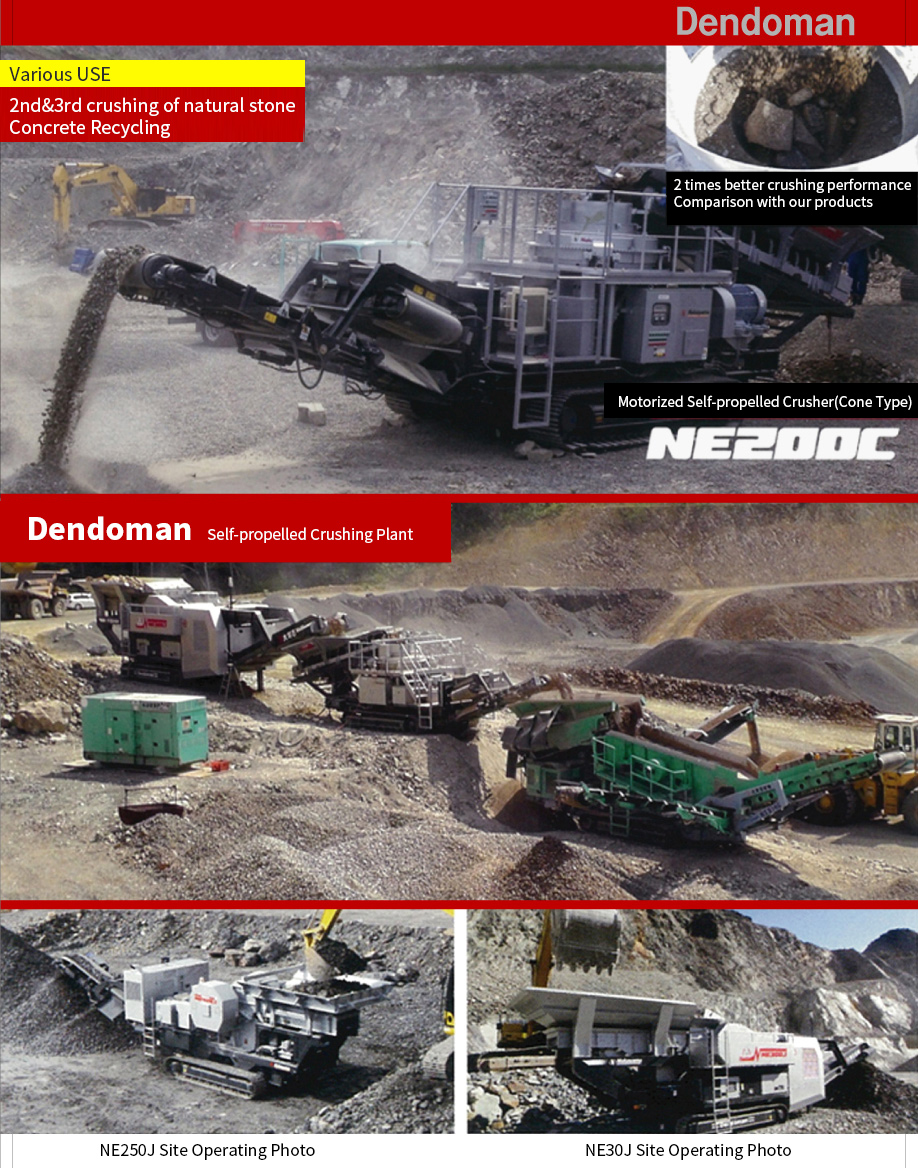 Dendoman
Various USE
2nd&3rd crushing of natural stone
Concrete Recycling
2 times better crushing performance
Comparison with our products
Motorized Self-propelled Crusher(Cone Type)
NE200C
Dendoman Self-propelled Crushing Plant
NE250J Site Operating Photo
NE30J Site Operating Photo